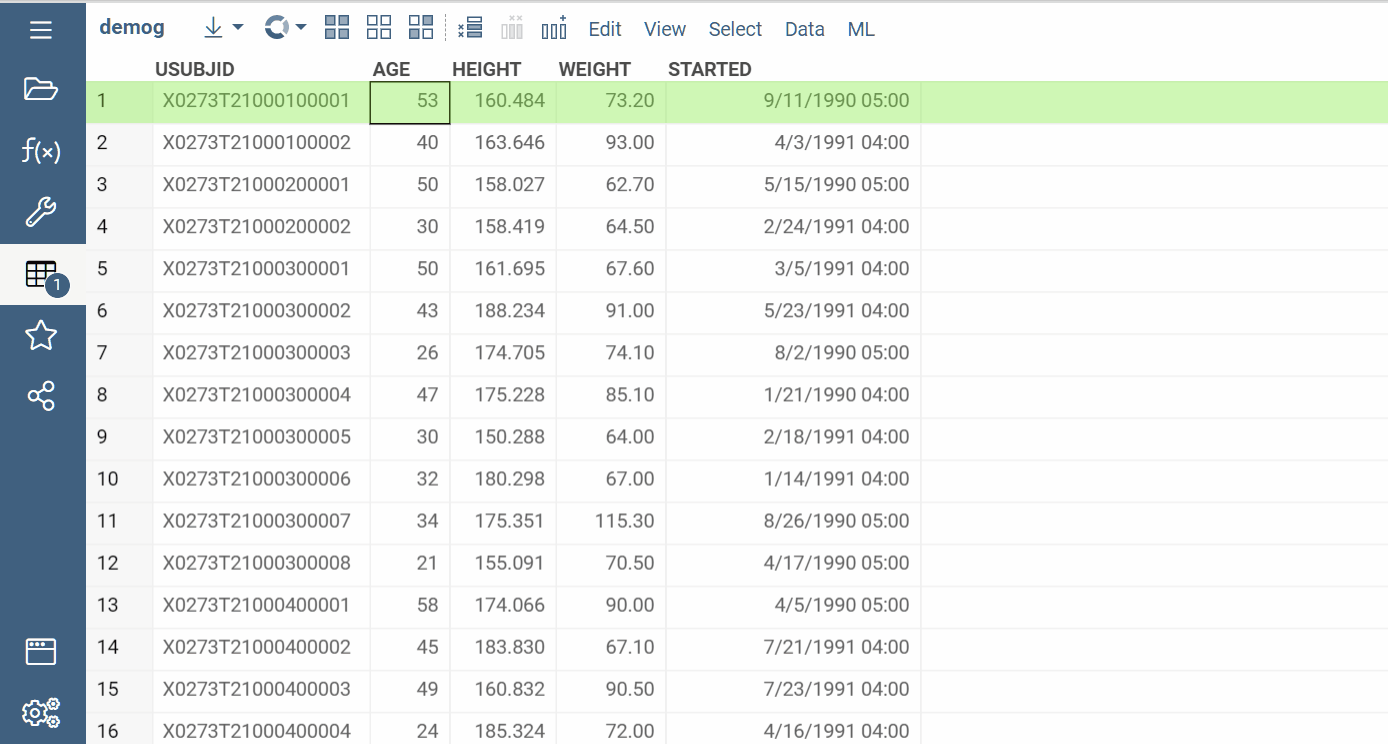 demog Edit View Select Data ML
USUBJID AGE HEIGHT WEIGHT STARTED
1 X0273T21000100001 53 160.484 73.20 9/11/1990 05:00
2 X0273T21000100002 40 163.646 93.00 4/3/1991 04:00
f(x)
3 X0273T21000200001 50 158.027 62.70 5/15/1990 05:00
4 X0273T21000200002 30 158.419 64.50 2/24/1991 04:00
5 X0273T21000300001 50 161.695 67.60 3/5/1991 04:00
1
6 X0273T21000300002 43 188.234 91.00 5/23/1991 04:00
7 X0273T21000300003 26 174.705 74.10 8/2/1990 05:00
8 X0273T21000300004 47 175.228 85.10 1/21/1990 04:00
9 X0273T21000300005 30 150.288 64.00 2/18/1991 04:00
10 X0273T21000300006 32 180.298 67.00 1/14/1991 04:00
11 X0273T21000300007 34 175.351 115.30 8/26/1990 05:00
12 X0273T21000300008 21 155.091 70.50 4/17/1990 05:00
13 X0273T21000400001 58 174.066 90.00 4/5/1990 05:00
14 X0273T21000400002 45 183.830 67.10 7/21/1991 04:00
15 X0273T21000400003 49 160.832 90.50 7/23/1991 04:00
16 X0273T21000400004 24 185.324 72.00 4/16/1991 04:00